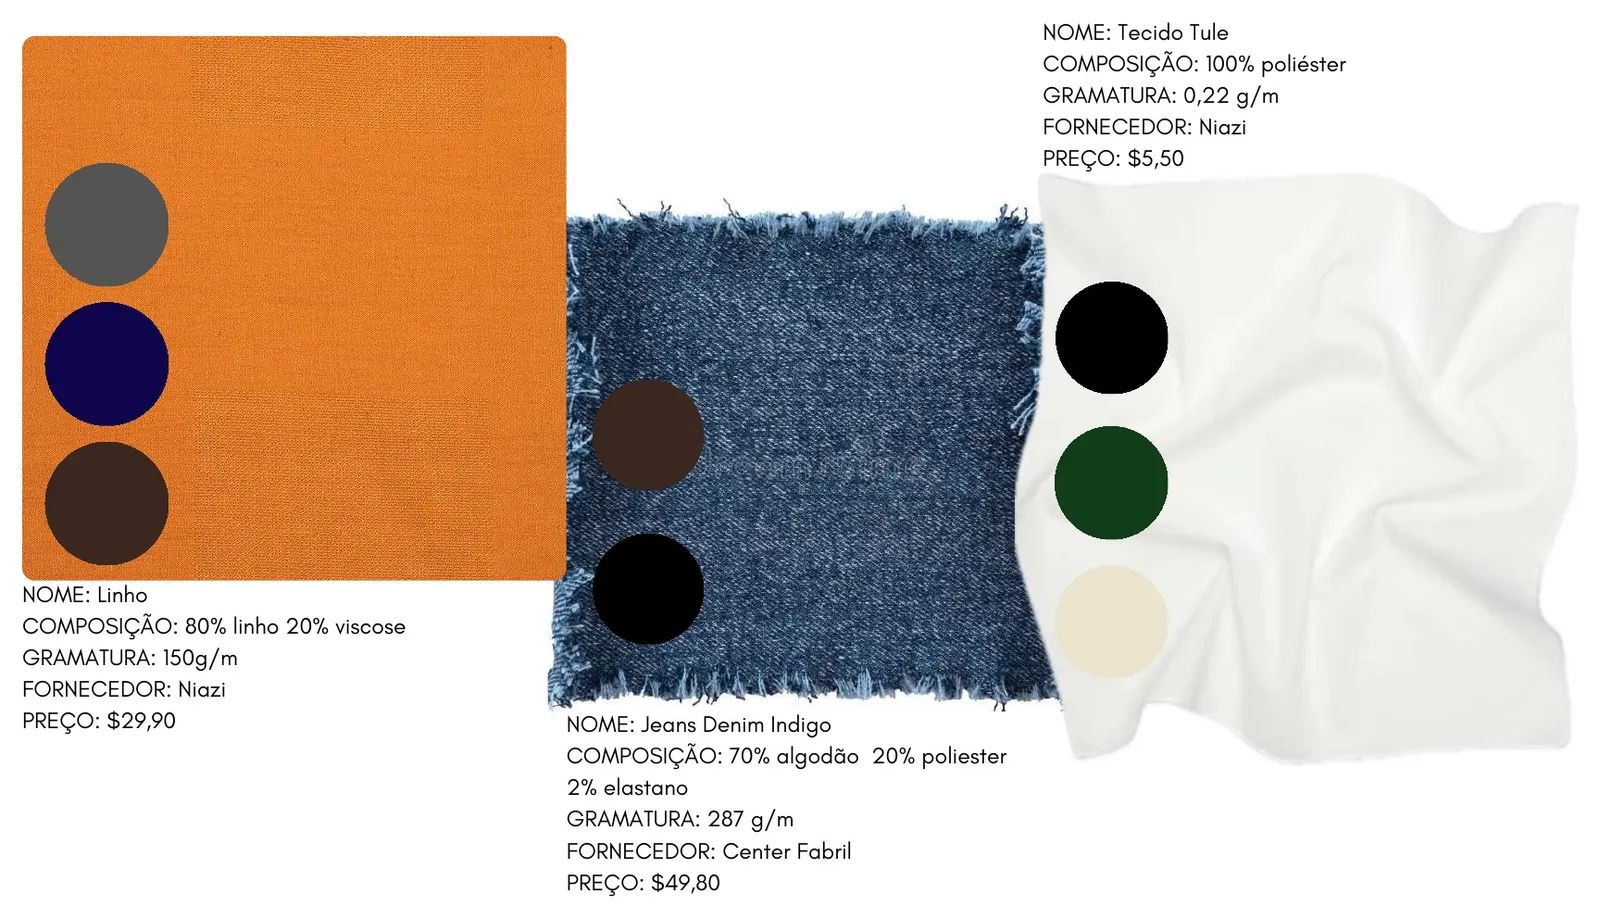 NOME: Tecido Tule
COMPOSIÇÃO: 100% poliéster
GRAMATURA: 0,22 g/m
FORNECEDOR: Niazi
PREÇO: $5,50
NOME: Linho
COMPOSIÇÃO: 80% linho 20% viscose
GRAMATURA: 150g/m
FORNECEDOR: Niazi
PREÇO: $29,90
NOME: Jeans Denim Indigo
COMPOSIÇÃO: 70% algodão  20% poliester
2% elastano
GRAMATURA: 287 g/m
FORNECEDOR: Center Fabril
PREÇO: $49,80